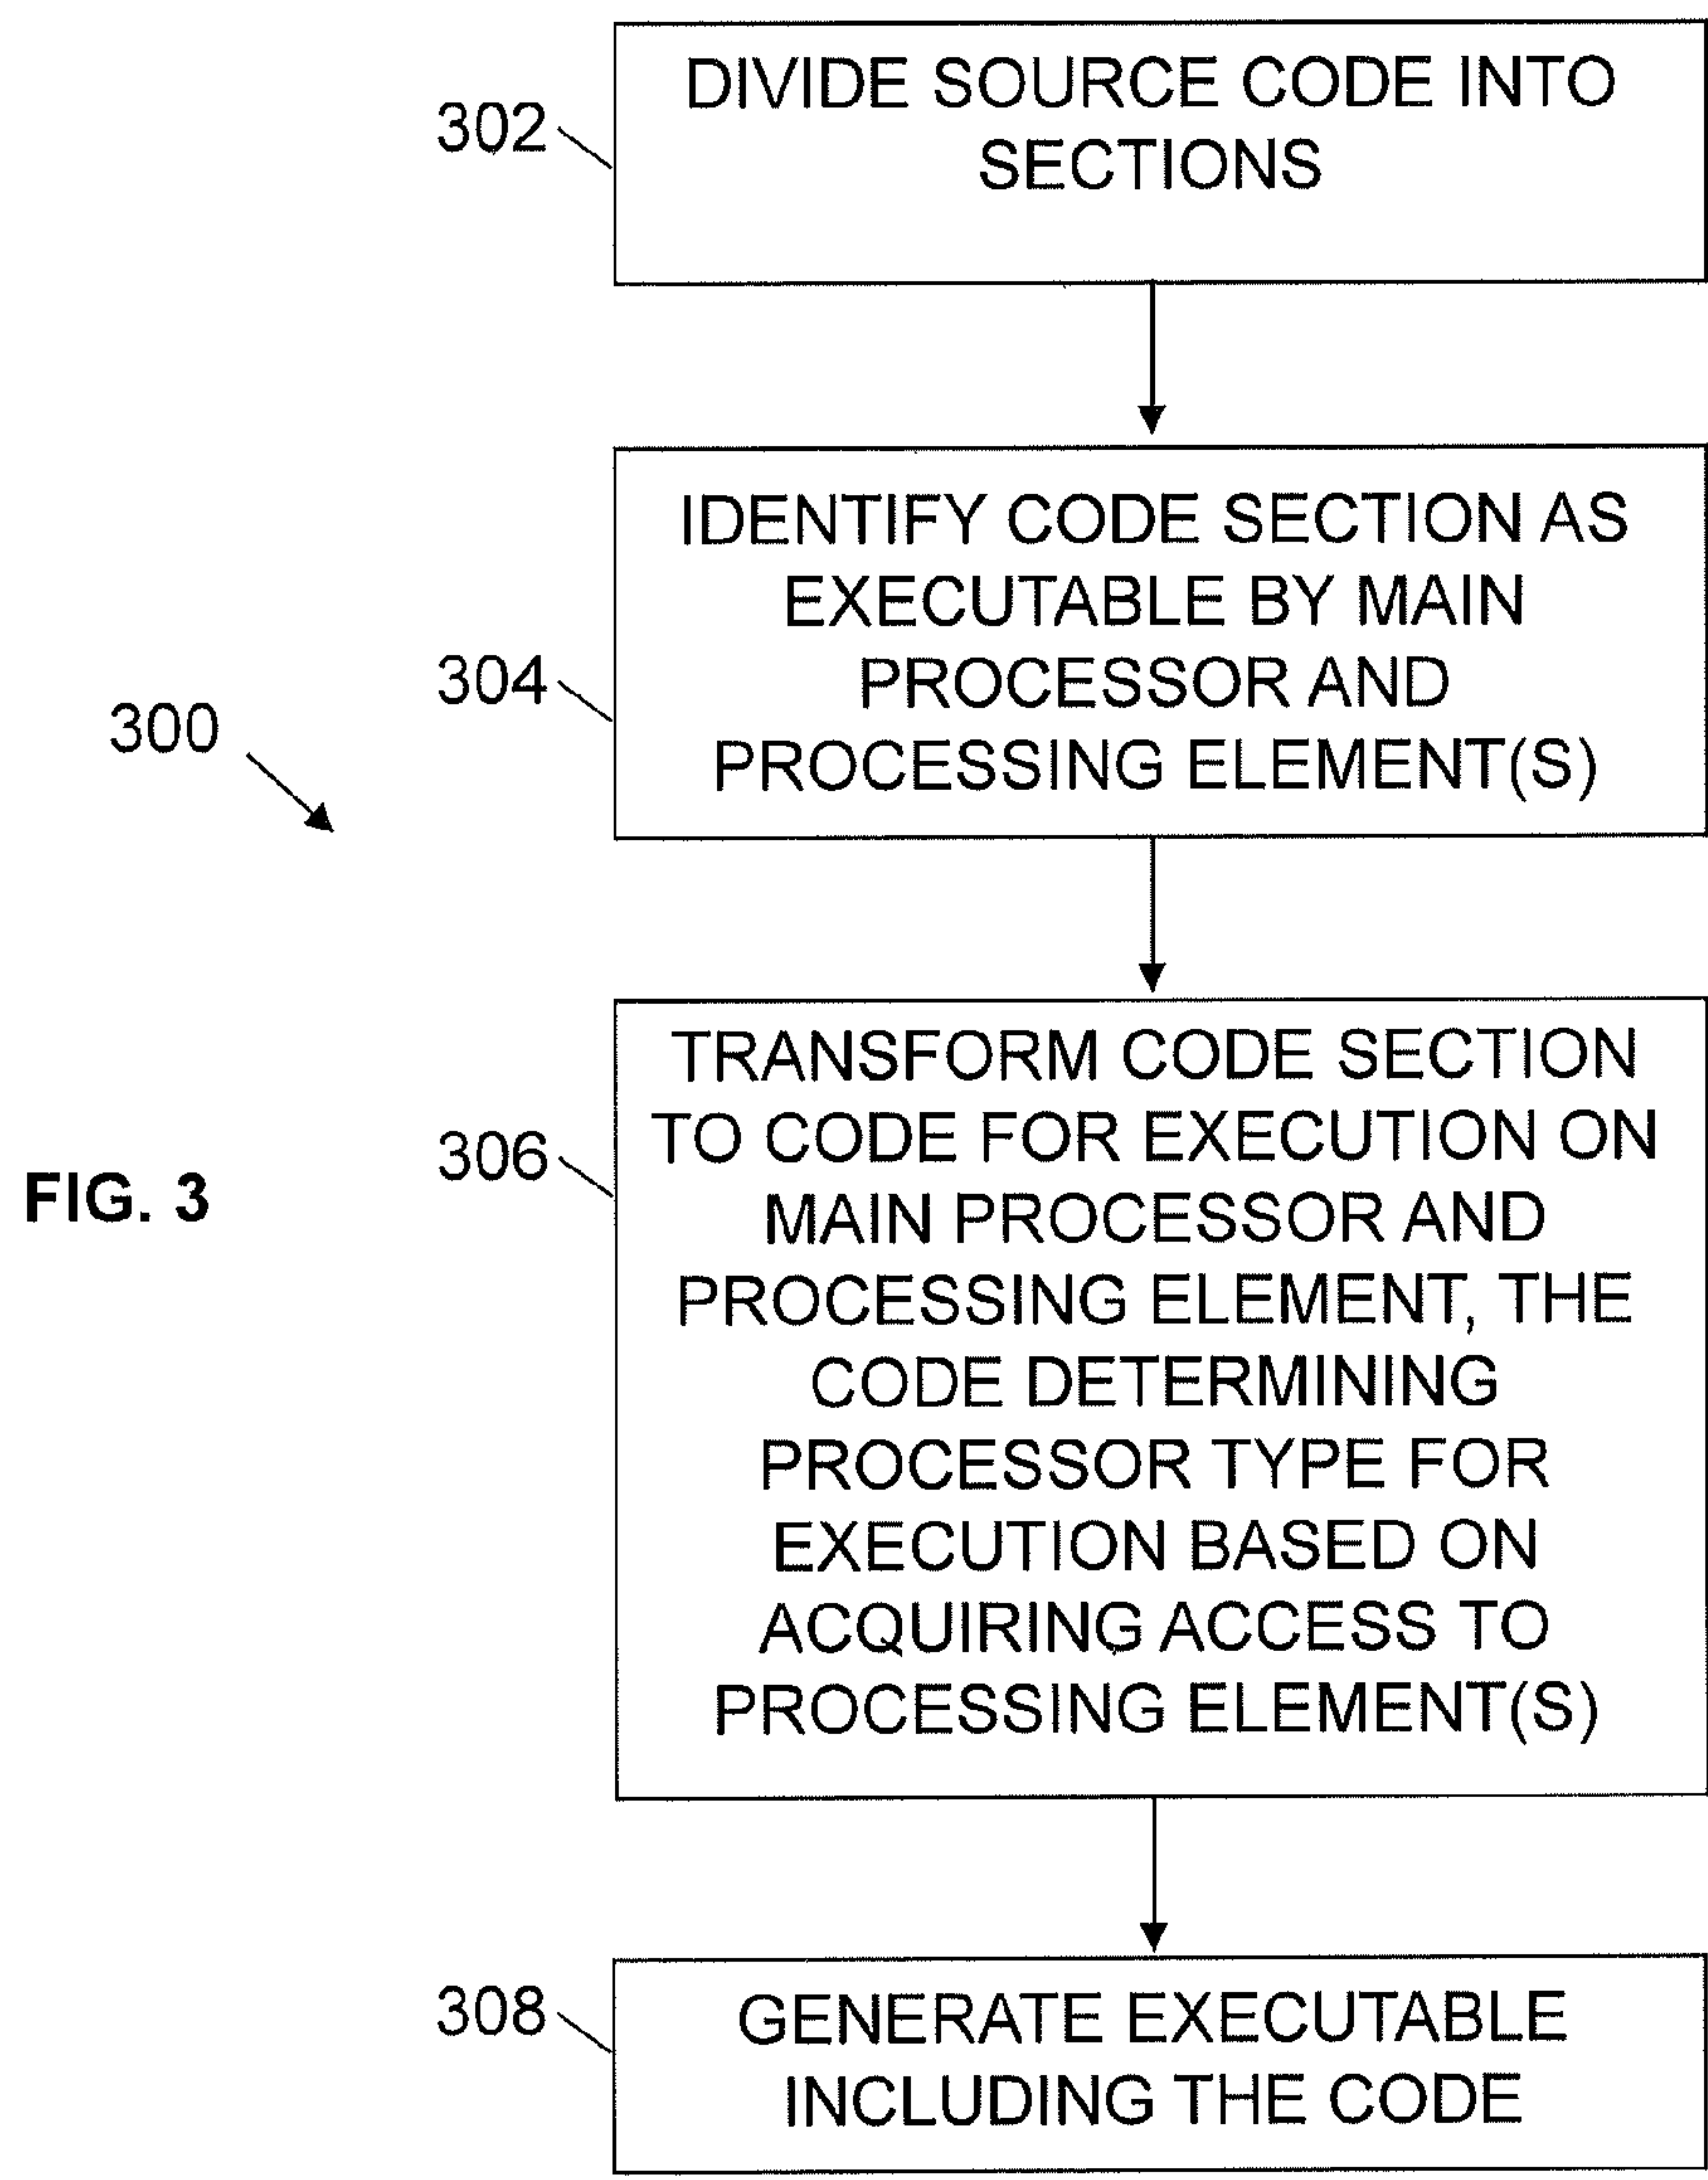 302
DIVIDE SOURCE CODE INTO
SECTIONS
304
IDENTIFY CODE SECTION AS
EXECUTABLE BY MAIN
PROCESSOR AND
PROCESSING ELEMENT(S)
300
FIG. 3
306
TRANSFORM CODE SECTION
TO CODE FOR EXECUTION ON
MAIN PROCESSOR AND
PROCESSING ELEMENT, THE
CODE DETERMINING
PROCESSOR TYPE FOR
EXECUTION BASED ON
ACQUIRING ACCESS TO
PROCESSING ELEMENT(S)
308
GENERATE EXECUTABLE
INCLUDING THE CODE